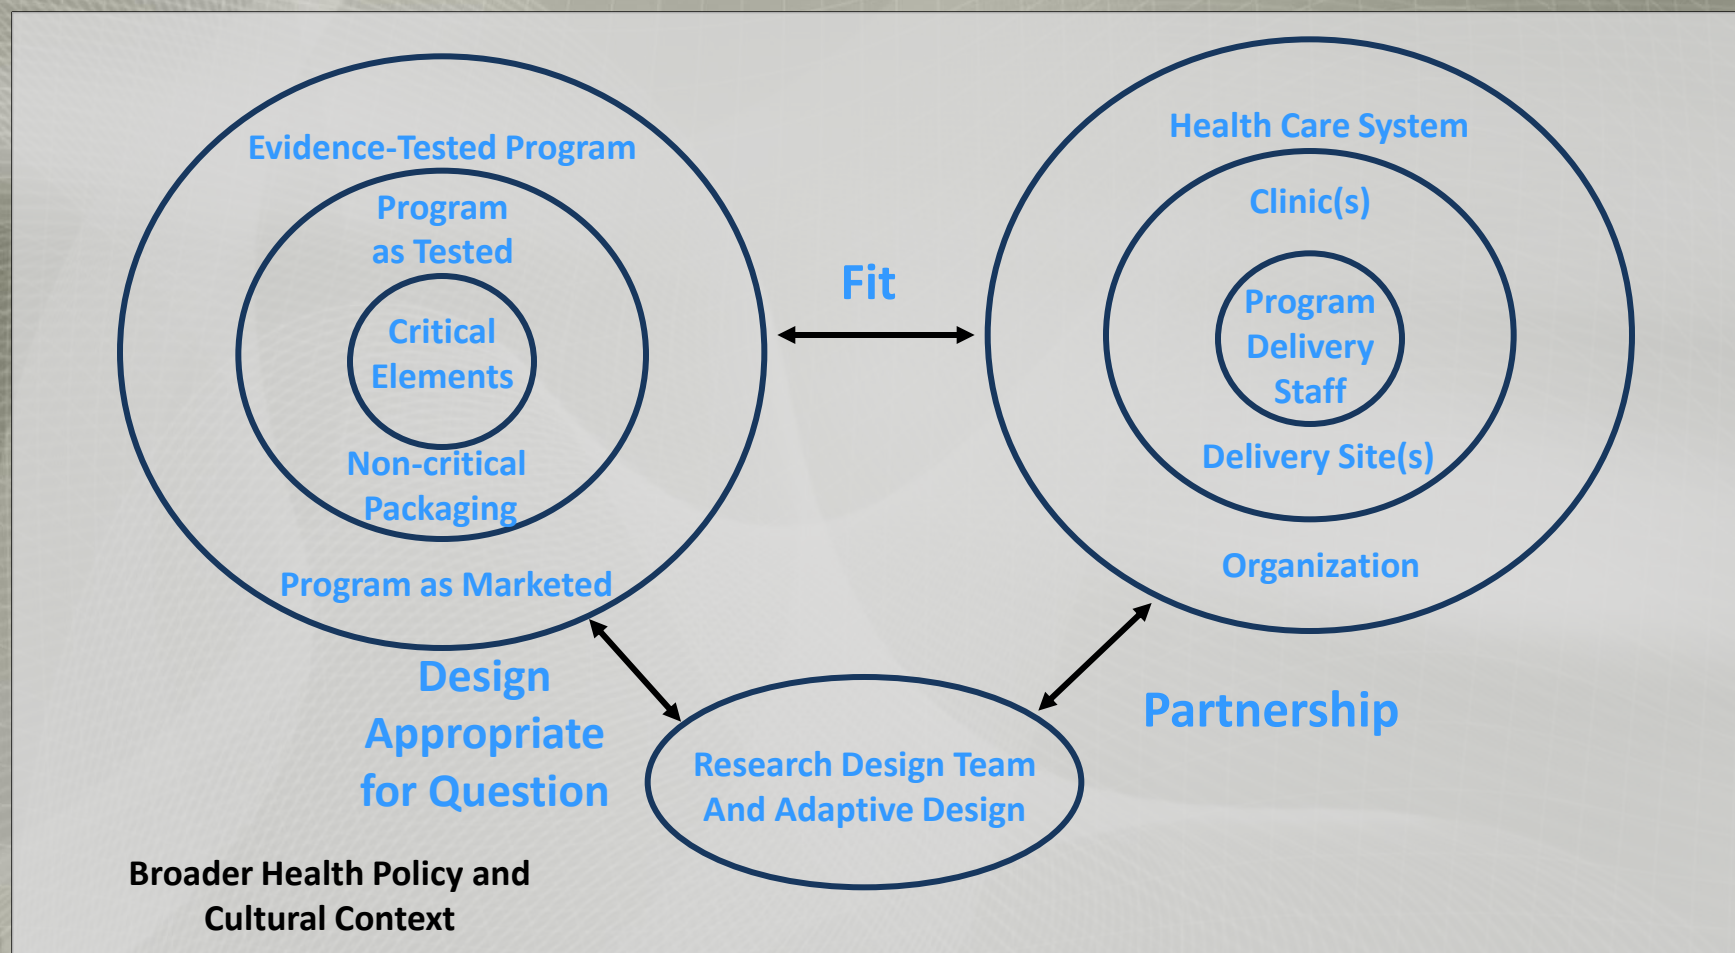 Evidence-Tested Program
Program
as Tested
Critical
Elements
Non-critical
Packaging
Program as Marketed
Fit
Health Care System
Clinic(s)
Program
Delivery
Staff
Delivery Site(s)
Organization
Design
Appropriate
for Question
Research Design Team
And Adaptive Design
Partnership
Broader Health Policy and
Cultural Context